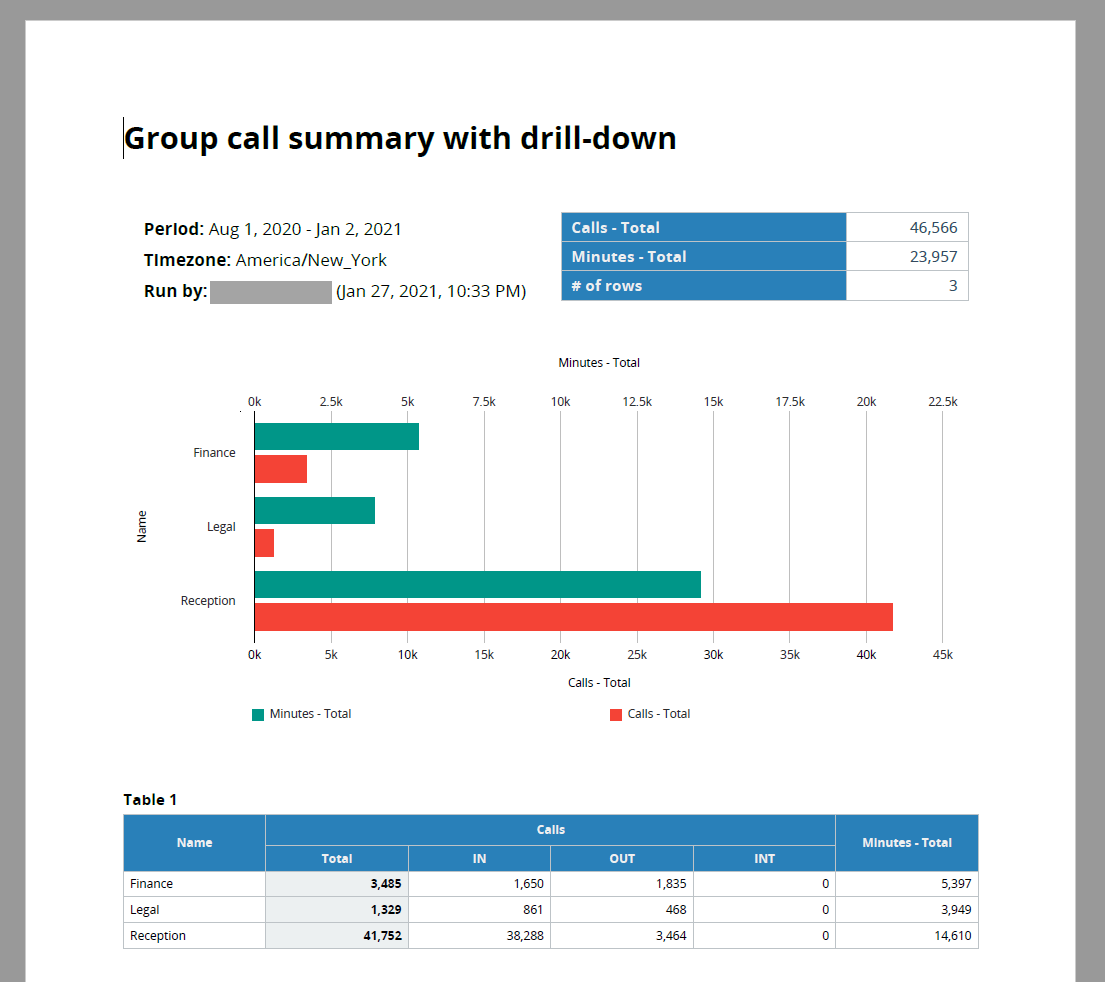 Group call summary with drill-down
Period: Aug 1, 2020 - Jan 2, 2021
Timezone: America/New_York
Run by: (Jan 27, 2021, 10:33 PM)
Calls - Total 46,566
Minutes - Total 23,957
# of rows 3
Minutes - Total
0k 2.5k 5k 7.5k 10k 12.5k 15k 17.5k 20k 22.5k
Name
Finance
Legal
Reception
0k 5k 10k 15k 20k 25k 30k 35k 40k 45k
Calls - Total
Minutes - Total Calls - Total
Table 1
Name Calls Minutes - Total
Total IN OUT INT
Finance 3,485 1,650 1,835 0 5,397
Legal 1,329 861 468 0 3,949
Reception 41,752 38,288 3,464 0 14,610